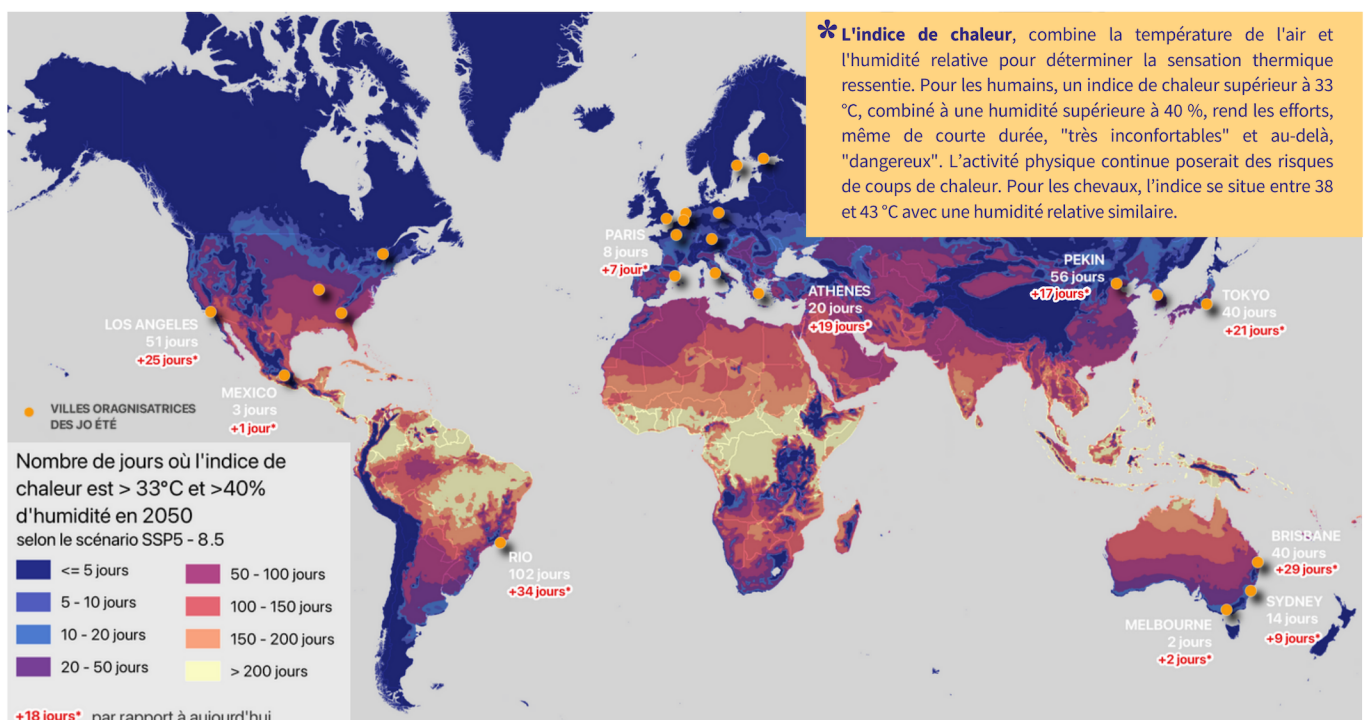 * L'indice de chaleur, combine la température de l'air et
l'humidité relative pour déterminer la sensation thermique
ressentie. Pour les humains, un indice de chaleur supérieur à 33
°C, combiné à une humidité supérieure à 40 %, rend les efforts,
même de courte durée, "très inconfortables" et au-delà,
"dangereux". L'activité physique continue poserait des risques
de coups de chaleur. Pour les chevaux, l'indice se situe entre 38
et 43 °C avec une humidité relative similaire.
PARIS
8 jours
+7 jour*
PEKIN
56 jours
+17 jours*
ATHENES
20 jours
+19 jours*
TOKYO
40 jours
+21 jours*
LOS ANGELES
51 jours
+25 jours*
MEXICO
3 jours
+1 jour*
VILLES ORAGNISATRICES
DES JO ÉTÉ
RIO
102 jours
+34 jours*
BRISBANE
40 jours
+29 jours*
SYDNEY
14 jours
+9 jours*
MELBOURNE
2 jours
+2 jours*
Nombre de jours où l'indice de
chaleur est > 33°C et >40%
d'humidité en 2050
selon le scénario SSP5 - 8.5
<= 5 jours
5 - 10 jours
10 - 20 jours
20 - 50 jours
50 - 100 jours
100 - 150 jours
150 - 200 jours
> 200 jours
+18 jours* par rapport à aujourd'hui